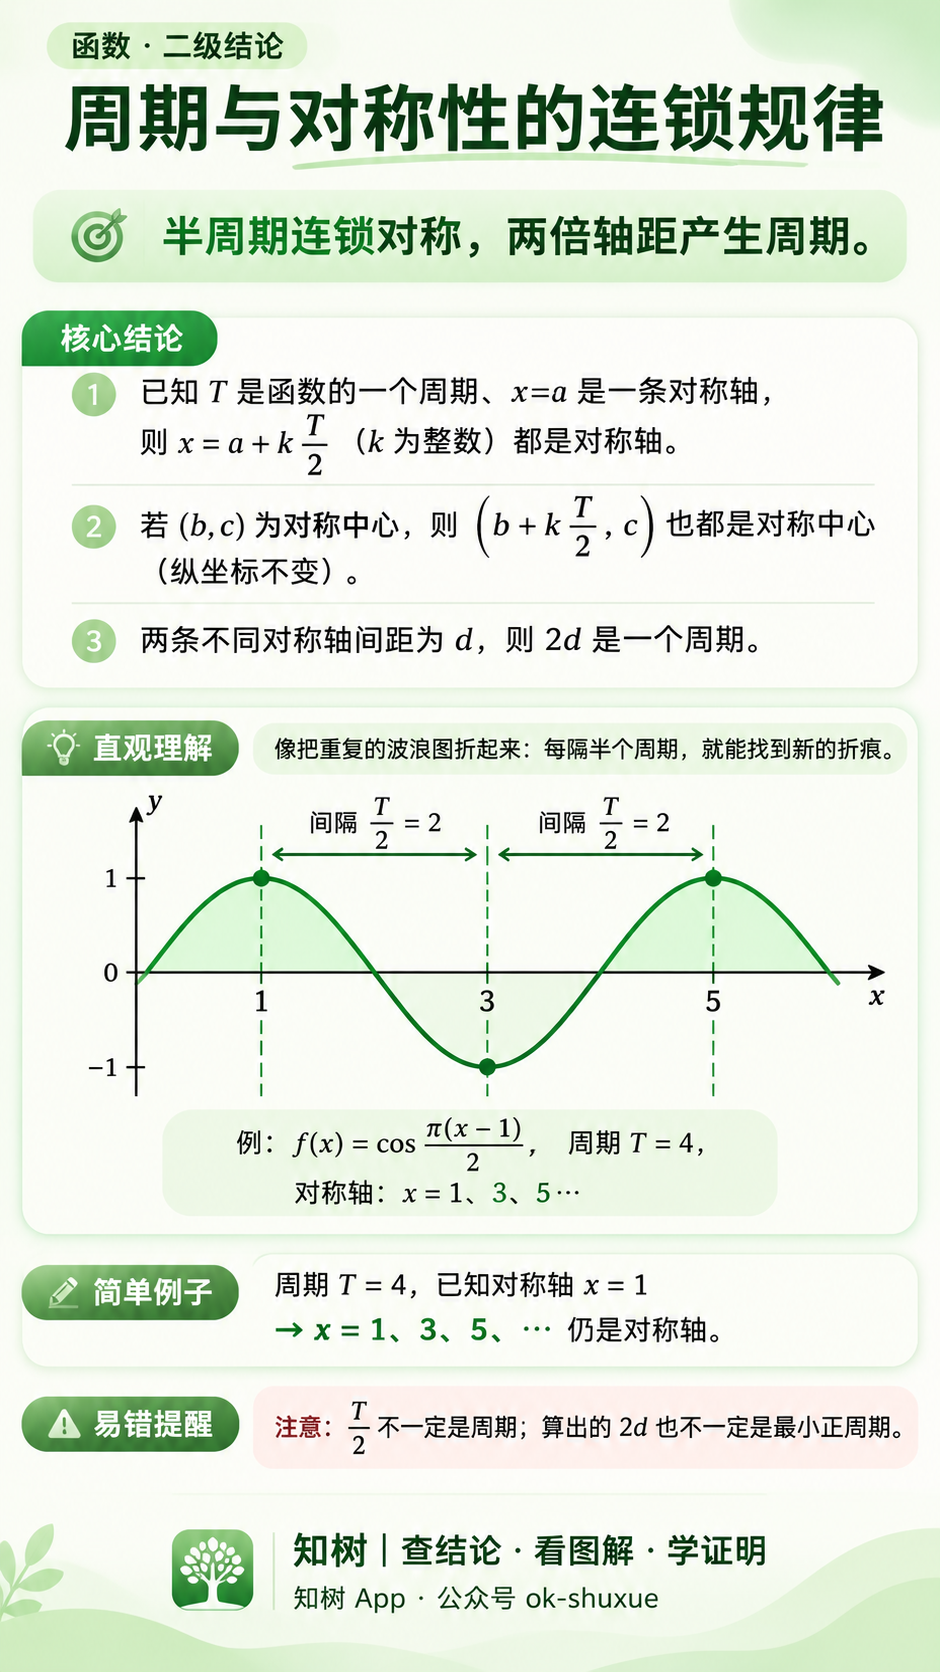 函数 · 二级结论
周期与对称性的连锁规律
半周期连锁对称，两倍轴距产生周期。
核心结论
1 已知 T 是函数的一个周期、x=a 是一条对称轴，
则 x = a + k T/2 （k 为整数）都是对称轴。
2 若 (b, c) 为对称中心，则 (b + k T/2, c) 也都是对称中心
（纵坐标不变）。
3 两条不同对称轴间距为 d，则 2d 是一个周期。
直观理解
像把重复的波浪图折起来：每隔半个周期，就能找到新的折痕。
y
间隔 T/2 = 2
间隔 T/2 = 2
1
0
1
3
5
x
−1
例：f(x) = cos π(x − 1)/2， 周期 T = 4，
对称轴：x = 1、3、5…
简单例子
周期 T = 4，已知对称轴 x = 1
→ x = 1、3、5、… 仍是对称轴。
易错提醒
注意：T/2 不一定是周期；算出的 2d 也不一定是最小正周期。
知树 | 查结论 · 看图解 · 学证明
知树 App · 公众号 ok-shuxue